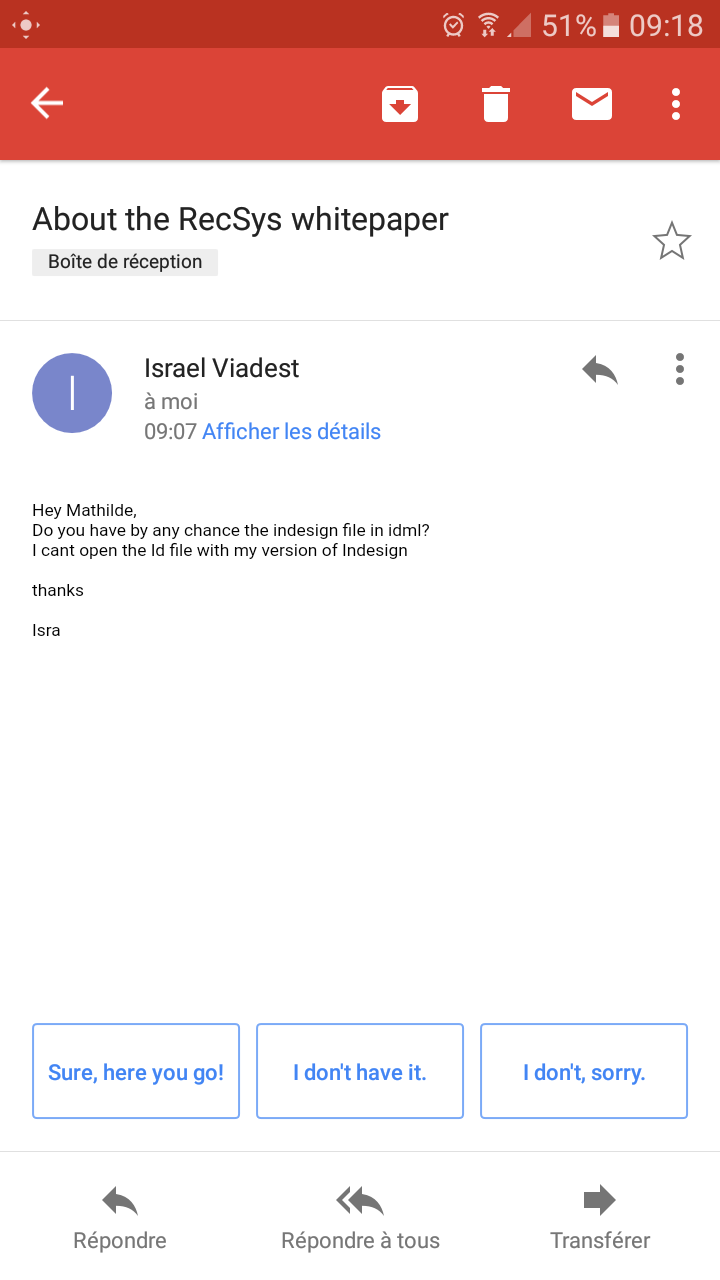 51% 09:18
About the RecSys whitepaper
Boîte de réception
I
Israel Viadest
à moi
09:07 Afficher les détails
Hey Mathilde,
Do you have by any chance the indesign file in idml?
I cant open the Id file with my version of Indesign
thanks
Isra
Sure, here you go! I don't have it. I don't, sorry.
Répondre Répondre à tous Transférer